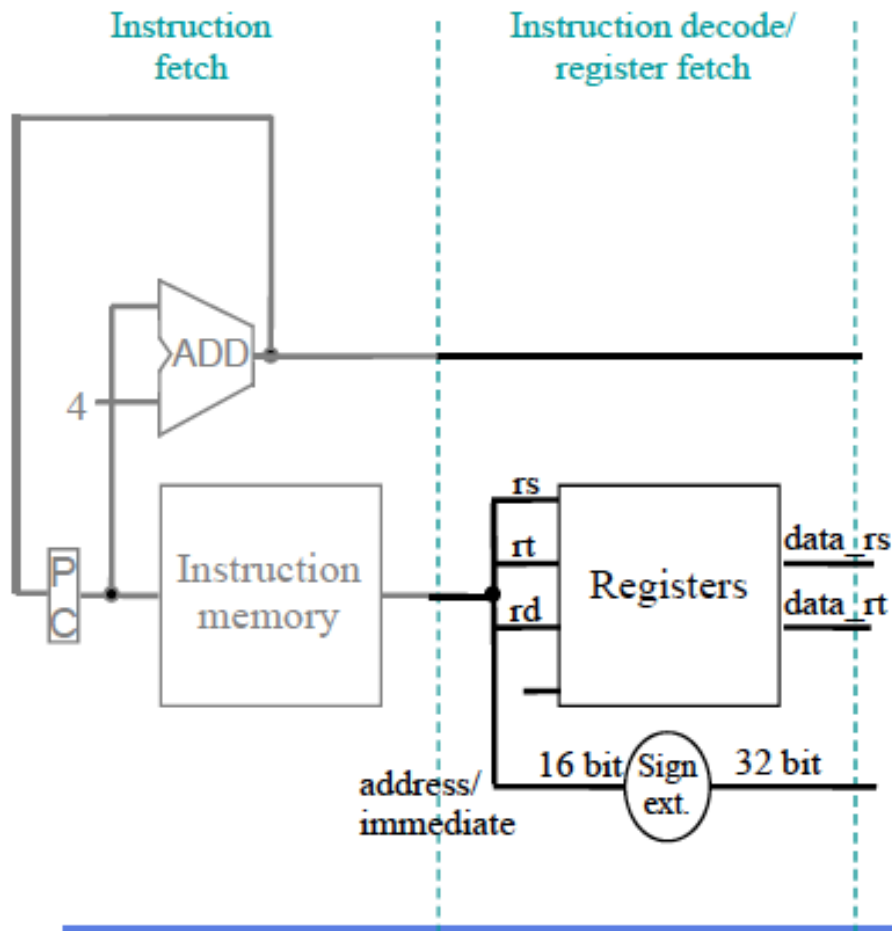 Instruction
fetch
Instruction decode/
register fetch
ADD
4
P
C
Instruction
memory
rs
rt
rd
Registers
data_rs
data_rt
address/
immediate
16 bit
Sign
ext.
32 bit